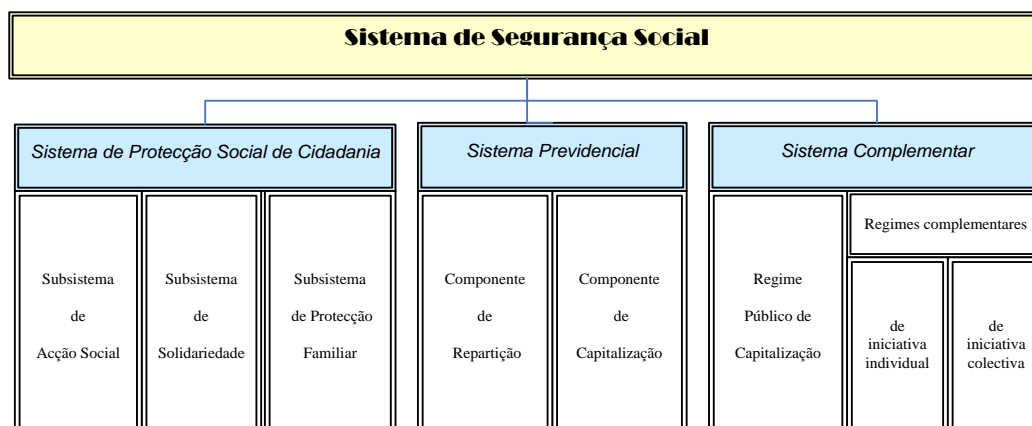 Sistema de Segurança Social
Sistema de Protecção Social de Cidadania
Subsistema
de
Acção Social
Subsistema
de
Solidariedade
Subsistema
de Protecção
Familiar
Sistema Previdencial
Componente
de
Repartição
Componente
de
Capitalização
Sistema Complementar
Regime
Público de
Capitalização
Regimes complementares
de
iniciativa
individual
de
iniciativa
colectiva